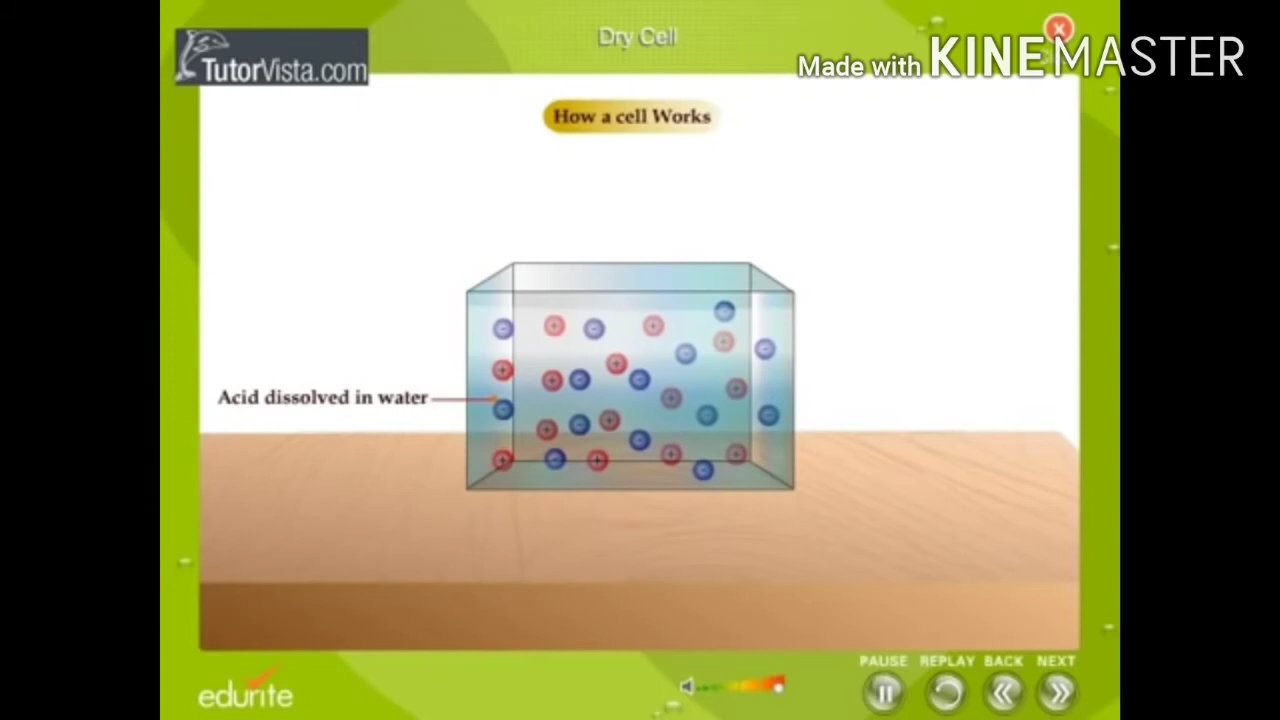 Dry Cell
TutorVista.com
Made with KINEMASTER
How a cell Works
Acid dissolved in water
PAUSE REPLAY BACK NEXT
edurite